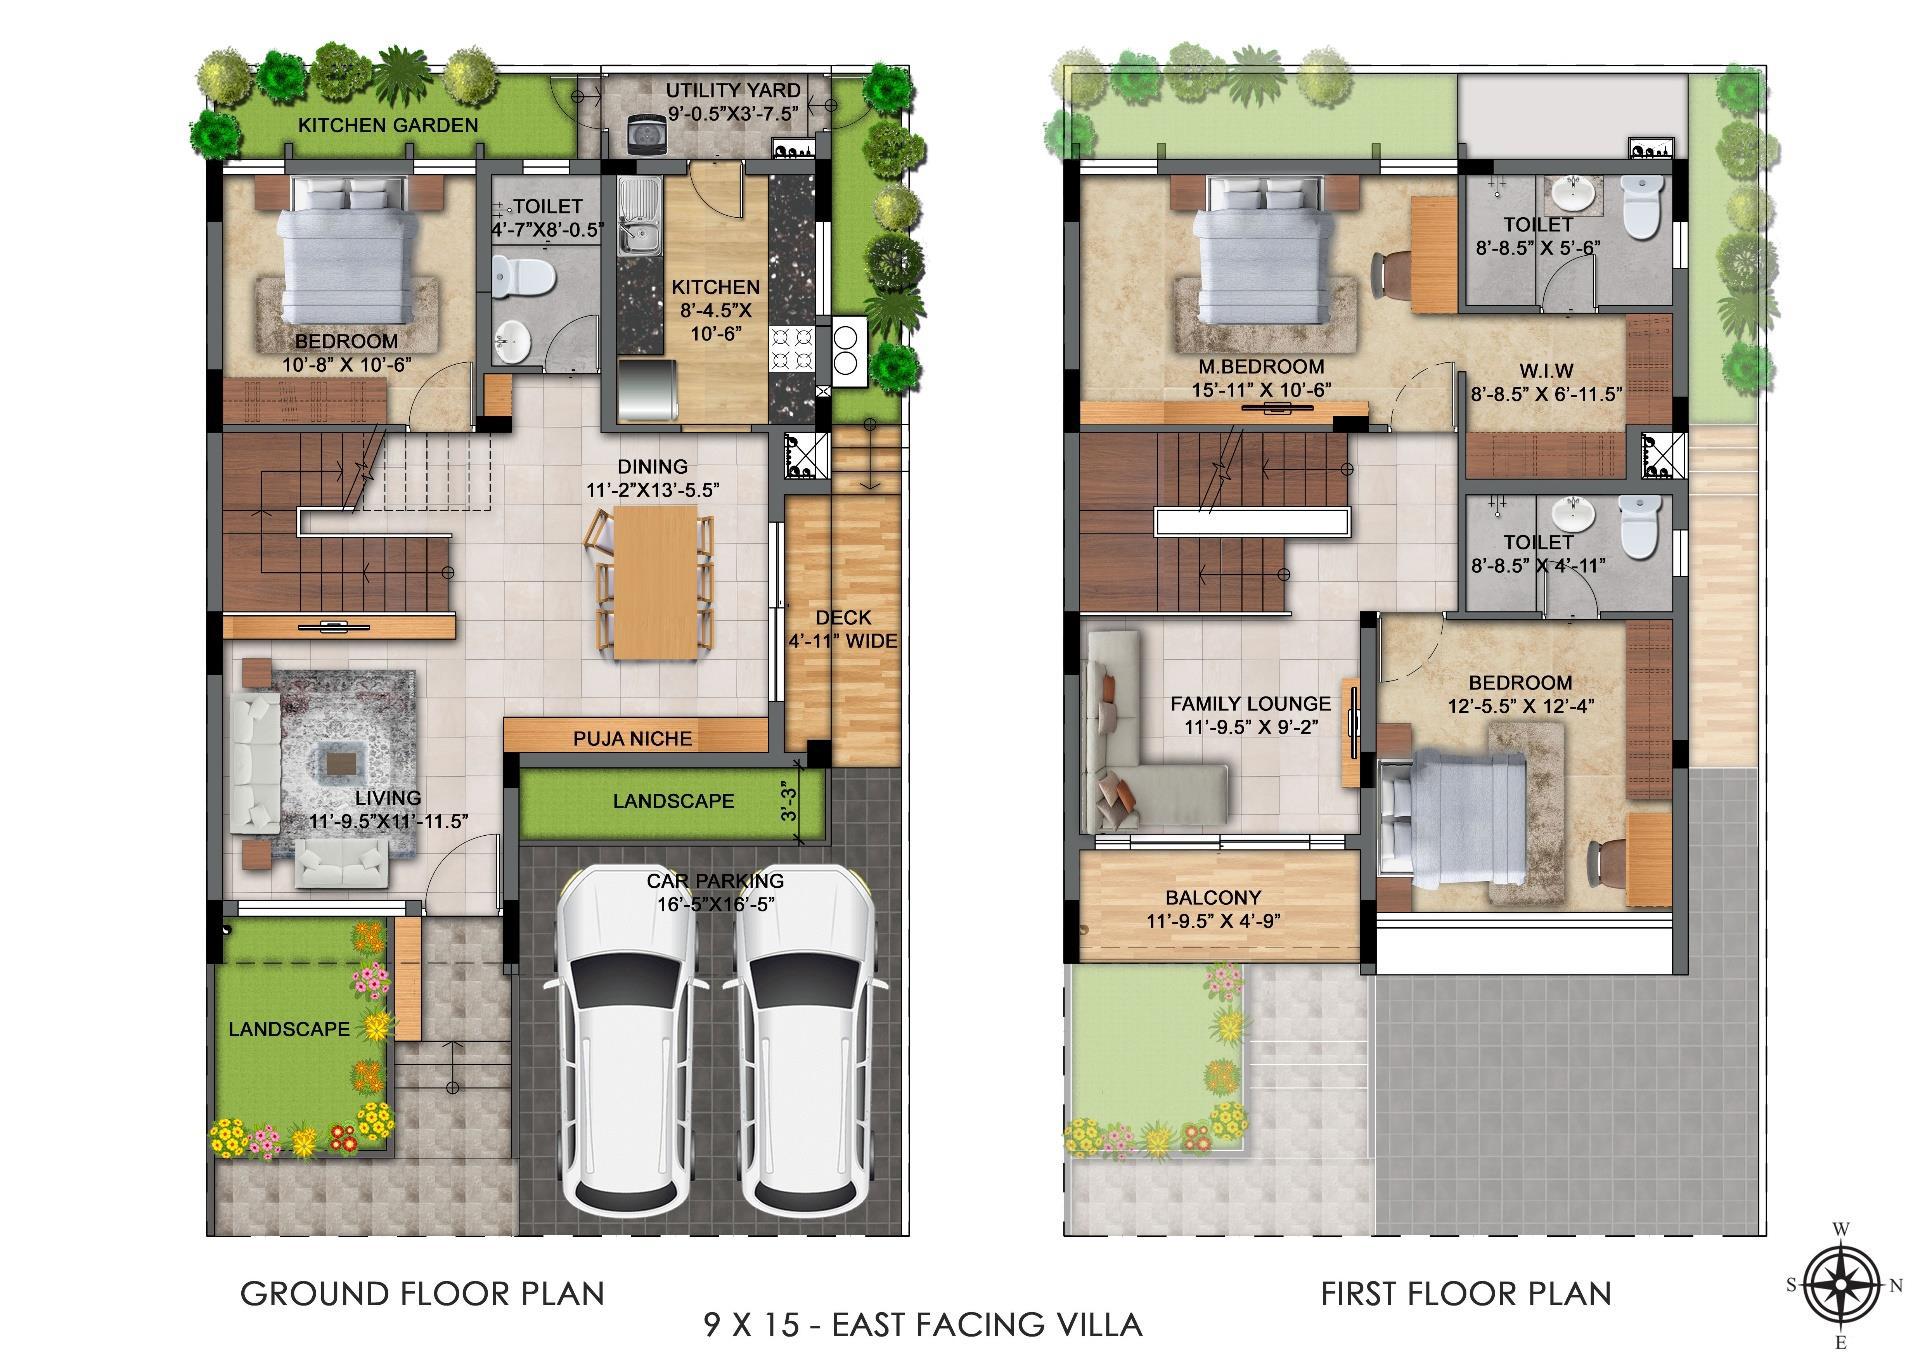 KITCHEN GARDEN
UTILITY YARD
9'-0.5"X3'-7.5"
TOILET
4'-7"X8'-0.5"
KITCHEN
8'-4.5"X
10'-6"
BEDROOM
10'-8" X 10'-6"
DINING
11'-2"X13'-5.5"
DECK
4'-11" WIDE
PUJA NICHE
LIVING
11'-9.5"X11'-11.5"
LANDSCAPE
3'-3"
CAR PARKING
16'-5"X16'-5"
LANDSCAPE
GROUND FLOOR PLAN
TOILET
8'-8.5" X 5'-6"
M.BEDROOM
15'-11" X 10'-6"
W.I.W
8'-8.5" X 6'-11.5"
TOILET
8'-8.5" X 4'-11"
FAMILY LOUNGE
11'-9.5" X 9'-2"
BEDROOM
12'-5.5" X 12'-4"
BALCONY
11'-9.5" X 4'-9"
FIRST FLOOR PLAN
9 X 15 - EAST FACING VILLA
W
S
N
E